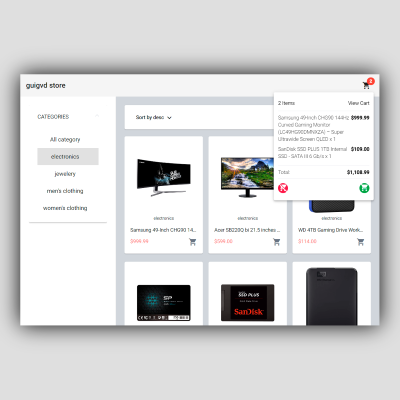 guigvd store
2
2 Items View Cart
CATEGORIES
Sort by desc
Samsung 49-Inch CHG90 144Hz $999.99
Curved Gaming Monitor
(LC49HG90DMNXZA) – Super
Ultrawide Screen QLED x 1
All category
electronics
SanDisk SSD PLUS 1TB Internal $109.00
SSD - SATA III 6 Gb/s x 1
jewelery
Total $1,108.99
men's clothing
women's clothing
electronics electronics
Samsung 49-Inch CHG90 14... Acer SB220Q bi 21.5 inches ... WD 4TB Gaming Drive Work...
$999.99 $599.00 $114.00
SP
SSD PLUS
SanDisk